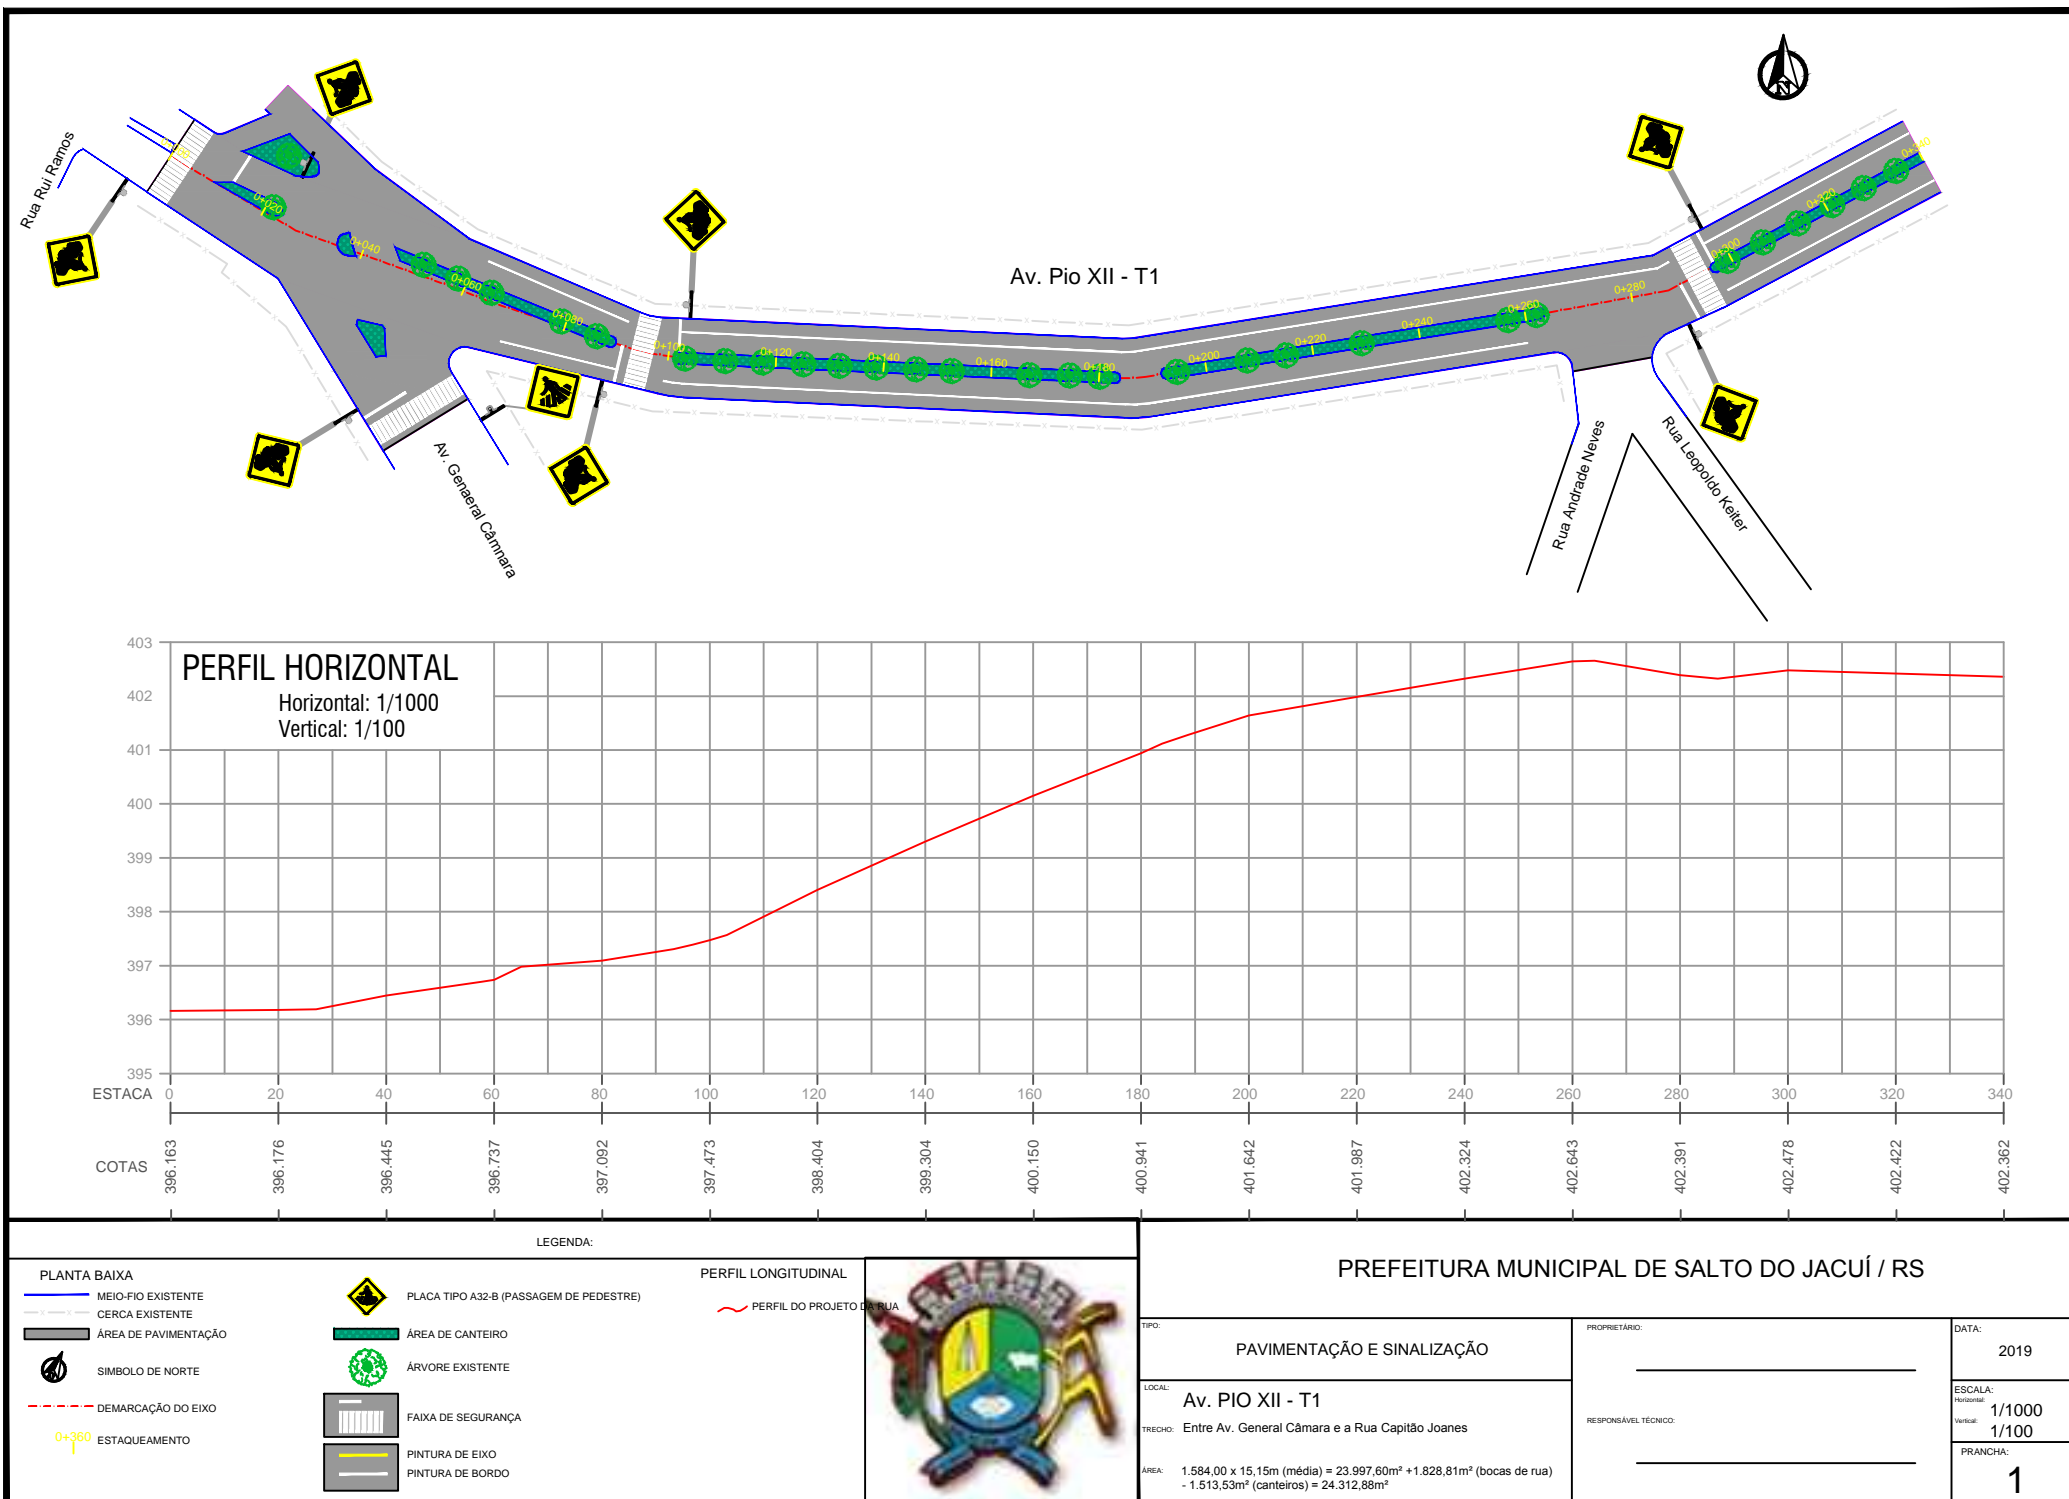 Rua Rui Ramos
N
Av. Pio XII - T1
0+020
0+040
0+060
0+080
0+100
0+120
0+140
0+160
0+180
0+200
0+220
0+240
0+260
0+280
0+300
0+320
0+340
Av. Genaeral Câmnara
Rua Andrade Neves
Rua Leopoldo Keiter
PERFIL HORIZONTAL
Horizontal: 1/1000
Vertical: 1/100
403
402
401
400
399
398
397
396
395
ESTACA 0 20 40 60 80 100 120 140 160 180 200 220 240 260 280 300 320 340
COTAS 396.163 396.176 396.445 396.737 397.092 397.473 398.404 399.304 400.150 400.941 401.642 401.987 402.324 402.643 402.391 402.478 402.422 402.362
LEGENDA:
PLANTA BAIXA
MEIO-FIO EXISTENTE
CERCA EXISTENTE
ÁREA DE PAVIMENTAÇÃO
SIMBOLO DE NORTE
DEMARCAÇÃO DO EIXO
0+360 ESTAQUEAMENTO
PLACA TIPO A32-B (PASSAGEM DE PEDESTRE)
ÁREA DE CANTEIRO
ÁRVORE EXISTENTE
FAIXA DE SEGURANÇA
PINTURA DE EIXO
PINTURA DE BORDO
PERFIL LONGITUDINAL
PERFIL DO PROJETO DA RUA
PREFEITURA MUNICIPAL DE SALTO DO JACUÍ / RS
TIPO:
PAVIMENTAÇÃO E SINALIZAÇÃO
LOCAL:
Av. PIO XII - T1
TRECHO: Entre Av. General Câmara e a Rua Capitão Joanes
ÁREA: 1.584,00 x 15,15m (média) = 23.997,60m² +1.828,81m² (bocas de rua)
- 1.513,53m² (canteiros) = 24.312,88m²
PROPRIETÁRIO:
RESPONSÁVEL TÉCNICO:
DATA:
2019
ESCALA:
Horizontal: 1/1000
Vertical: 1/100
PRANCHA:
1